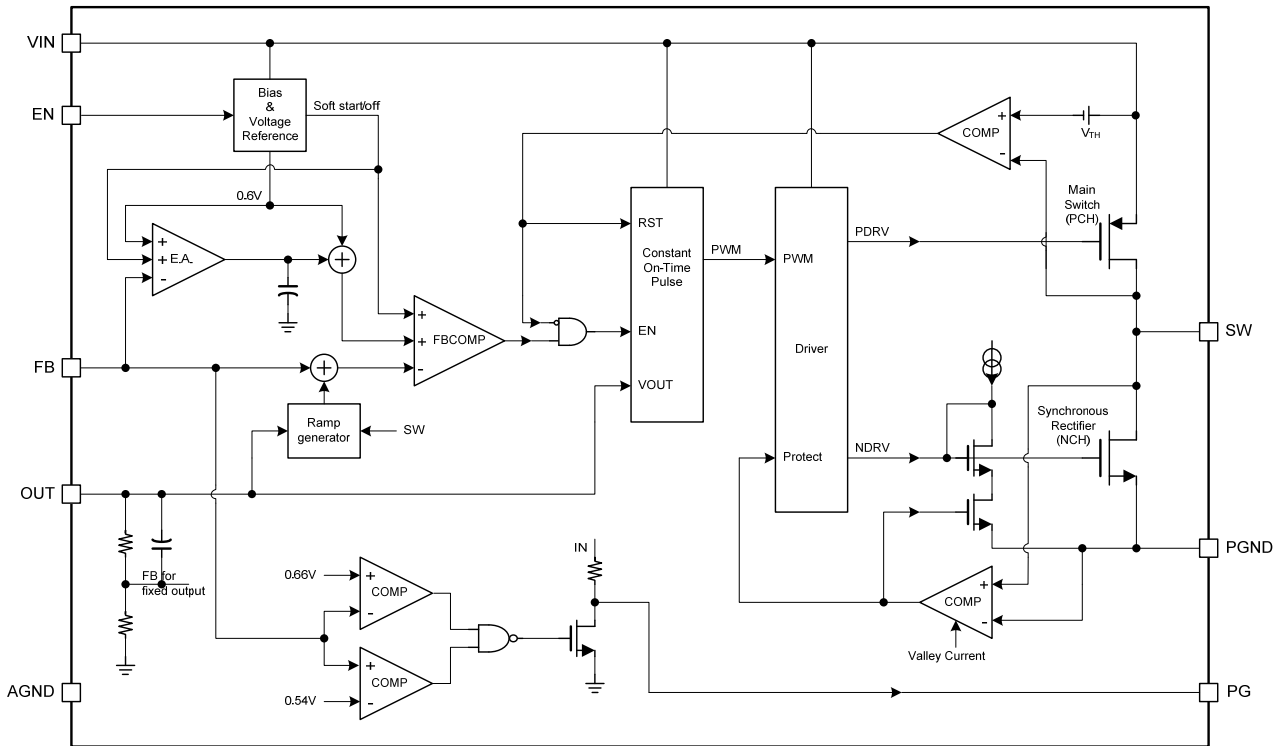 VIN
EN
Bias
&
Voltage
Reference
Soft start/off
0.6V
+
+
-
E.A.
+
FB
+
Ramp
generator
SW
+
+
-
FBCOMP
RST
Constant
On-Time
Pulse
EN
VOUT
PWM
PWM
Driver
Protect
PDRV
NDRV
+
-
COMP
VTH
Main
Switch
(PCH)
SW
Synchronous
Rectifier
(NCH)
PGND
+
-
COMP
Valley Current
OUT
FB for
fixed output
AGND
0.66V
+
-
COMP
+
-
COMP
0.54V
IN
PG